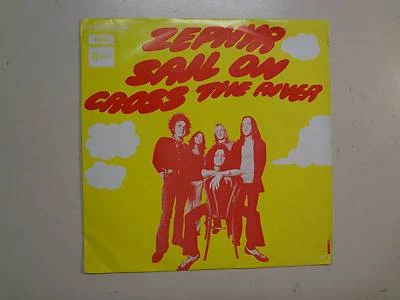 ZEPHYR
SAIL ON
CROSS THE RIVER